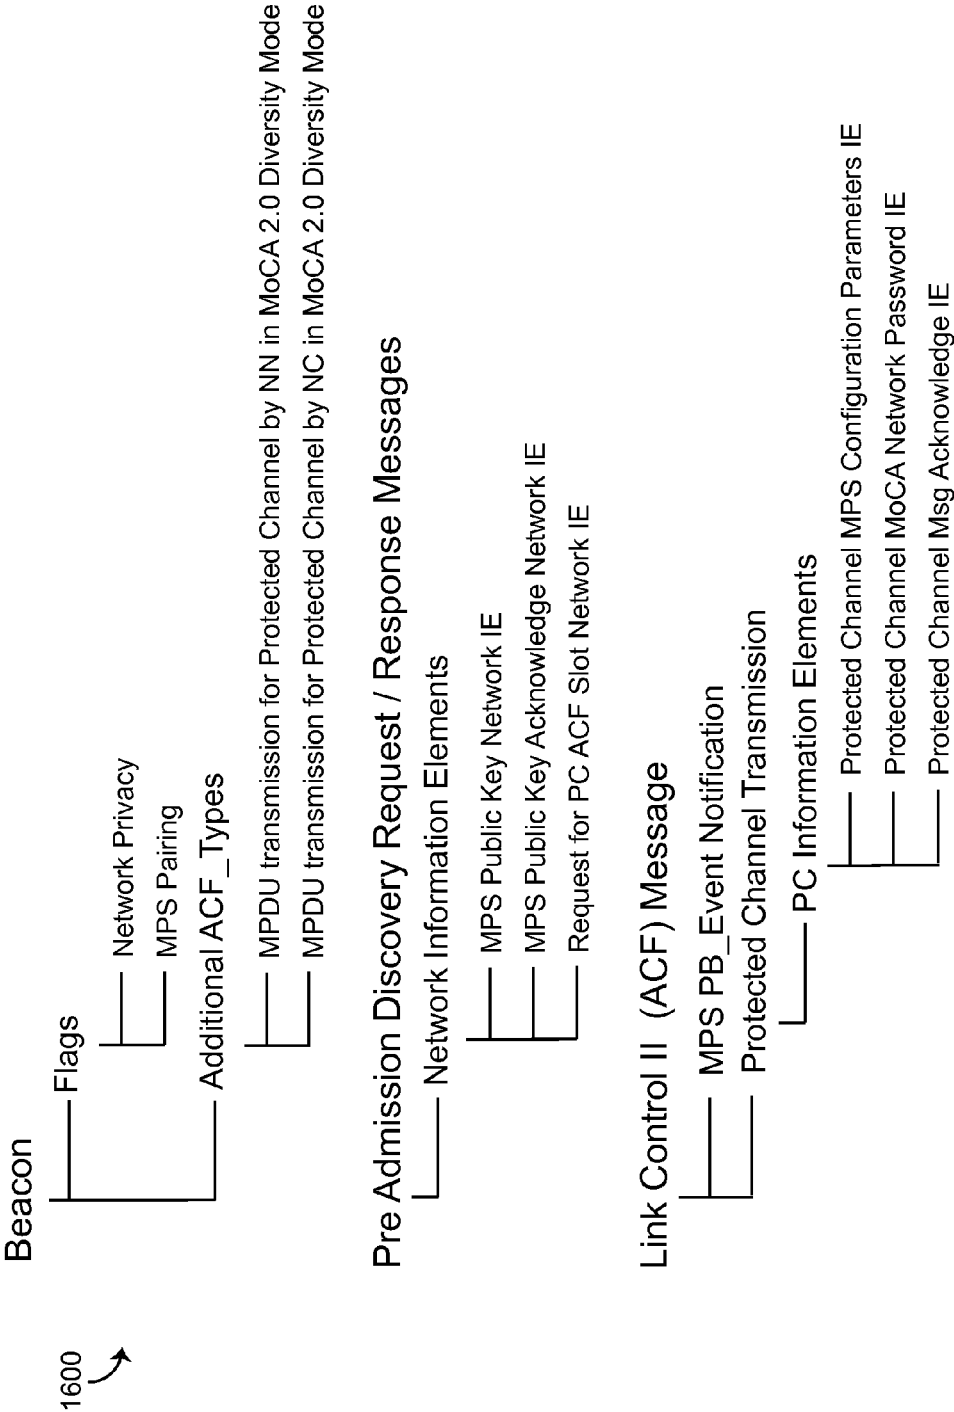 1600
Beacon
Flags
Network Privacy
MPS Pairing
Additional ACF_Types
MPDU transmission for Protected Channel by NN in MoCA 2.0 Diversity Mode
MPDU transmission for Protected Channel by NC in MoCA 2.0 Diversity Mode
Pre Admission Discovery Request / Response Messages
Network Information Elements
MPS Public Key Network IE
MPS Public Key Acknowledge Network IE
Request for PC ACF Slot Network IE
Link Control II (ACF) Message
MPS PB_Event Notification
Protected Channel Transmission
PC Information Elements
Protected Channel MPS Configuration Parameters IE
Protected Channel MoCA Network Password IE
Protected Channel Msg Acknowledge IE